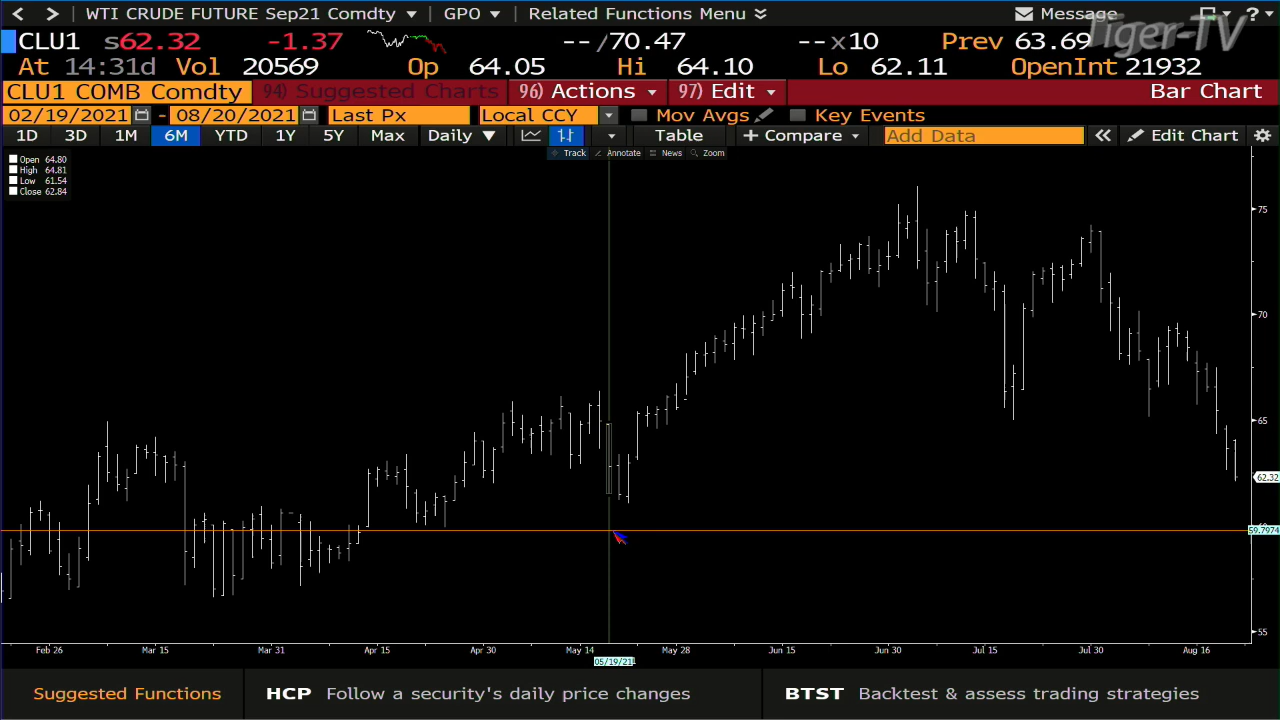 WTI CRUDE FUTURE Sep21 Comdty GPO Related Functions Menu Message ?
Tiger-TV
CLU1 s62.32 -1.37 --/70.47 --x10 Prev 63.69
At 14:31d Vol 20569 Op 64.05 Hi 64.10 Lo 62.11 OpenInt 21932
CLU1 COMB Comdty 94) Suggested Charts 96) Actions 97) Edit Bar Chart
02/19/2021 - 08/20/2021 Last Px Local CCY Mov Avgs Key Events
1D 3D 1M 6M YTD 1Y 5Y Max Daily Table + Compare Add Data Edit Chart
Track Annotate News Zoom
Open 64.80
High 64.81
Low 61.54
Close 62.84
75
70
65
62.32
59.7974
55
Feb 26 Mar 15 Mar 31 Apr 15 Apr 30 May 14 May 28 Jun 15 Jun 30 Jul 15 Jul 30 Aug 16
05/19/21
Suggested Functions HCP Follow a security's daily price changes BTST Backtest & assess trading strategies